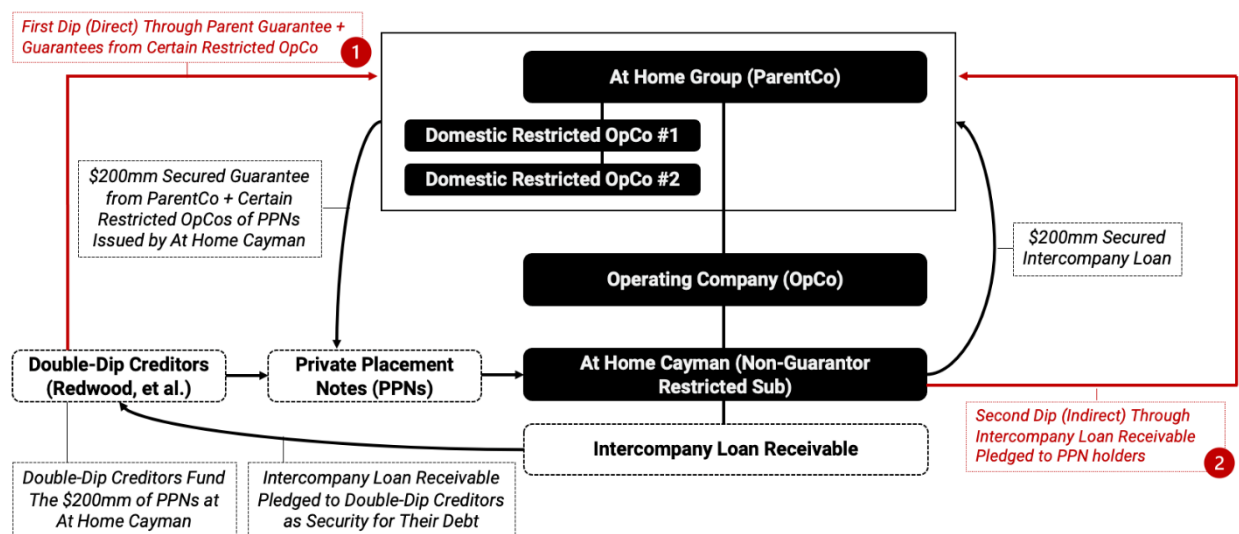 First Dip (Direct) Through Parent Guarantee +
Guarantees from Certain Restricted OpCo
1
At Home Group (ParentCo)
Domestic Restricted OpCo #1
Domestic Restricted OpCo #2
$200mm Secured Guarantee
from ParentCo + Certain
Restricted OpCos of PPNs
Issued by At Home Cayman
$200mm Secured
Intercompany Loan
Operating Company (OpCo)
Double-Dip Creditors
(Redwood, et al.)
Private Placement
Notes (PPNs)
At Home Cayman (Non-Guarantor
Restricted Sub)
Second Dip (Indirect) Through
Intercompany Loan Receivable
Pledged to PPN holders
2
Intercompany Loan Receivable
Double-Dip Creditors Fund
The $200mm of PPNs at
At Home Cayman
Intercompany Loan Receivable
Pledged to Double-Dip Creditors
as Security for Their Debt